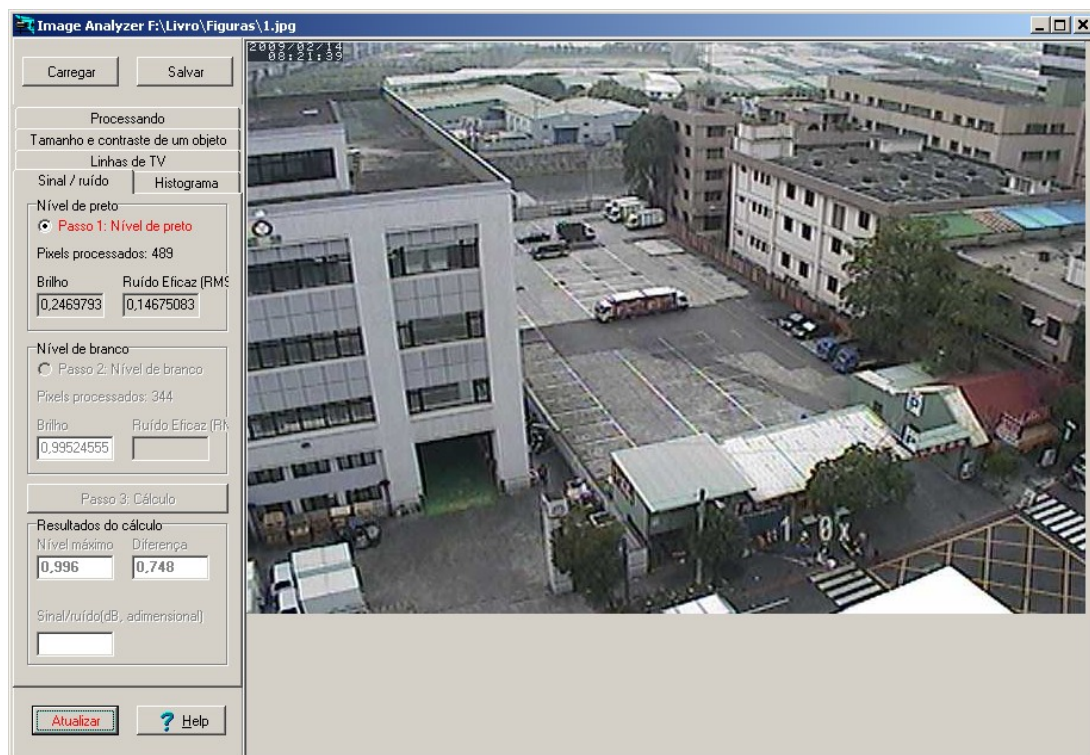 Image Analyzer F:\Livro\Figuras\1.jpg
Carregar
Salvar
Processando
Tamanho e contraste de um objeto
Linhas de TV
Sinal / ruído
Histograma
Nível de preto
Passo 1: Nível de preto
Pixels processados: 489
Brilho
Ruído Eficaz (RMS
0,2469793
0,14675083
Nível de branco
Passo 2: Nível de branco
Pixels processados: 344
Brilho
Ruído Eficaz (RM
0,99524555
Passo 3: Cálculo
Resultados do cálculo
Nível máximo
Diferença
0,996
0,748
Sinal/ruído(dB, adimensional)
Atualizar
? Help
2009/02/14
08:21:39
P
P
1.0x